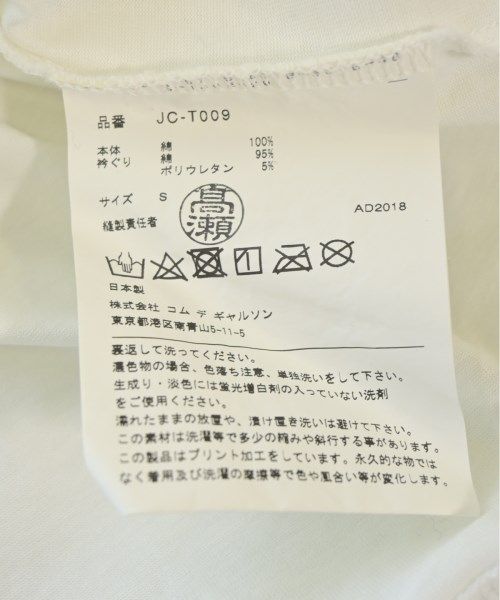 品番 JC-T009
本体 綿 100%
衿ぐり 綿 95%
ポリウレタン 5%
サイズ S
縫製責任者 髙瀬
AD2018
日本製
株式会社 コム デ ギャルソン
東京都港区南青山5-11-5
裏返して洗ってください。
濃色物の場合、色落ち注意、単独洗いをして下さい。
生成り・淡色には蛍光増白剤の入っていない洗剤
をご使用ください。
濡れたままの放置や、漬け置き洗いは避けて下さい。
この素材は洗濯等で多少の縮みや斜行する事があります。
この製品はプリント加工をしています。永久的な物では
なく着用及び洗濯の摩擦等で色や風合い等が変化します。